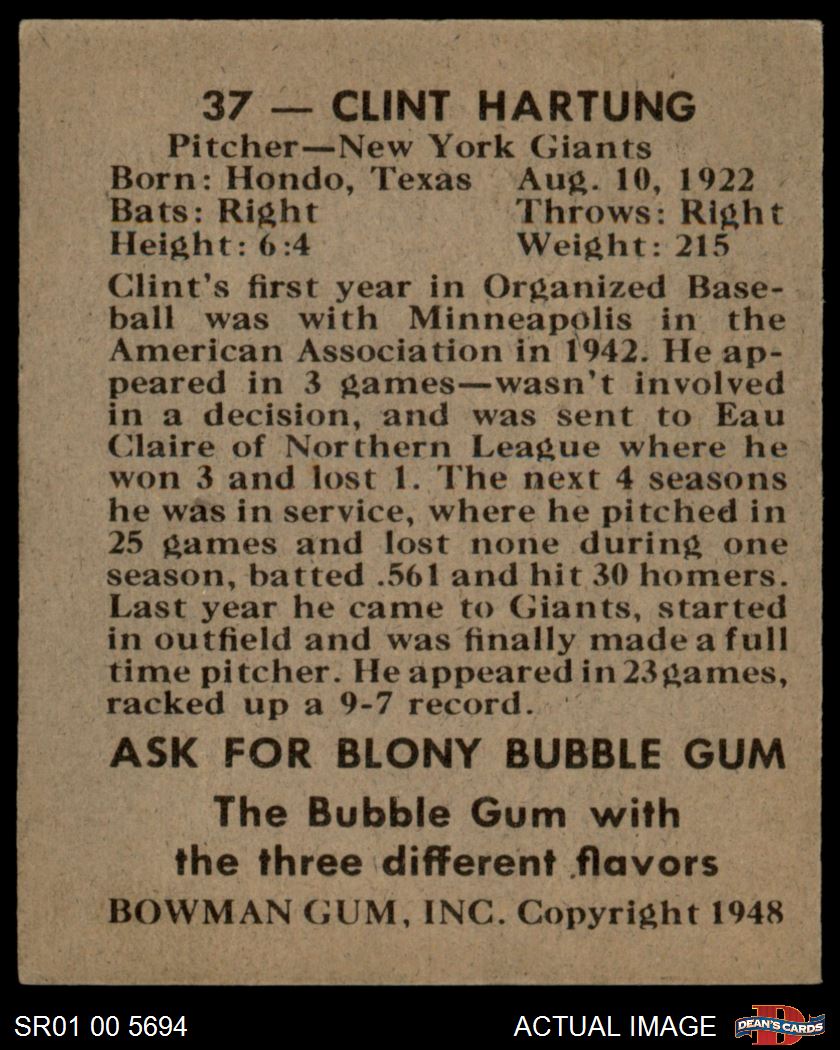 37 — CLINT HARTUNG
Pitcher—New York Giants
Born: Hondo, Texas Aug. 10, 1922
Bats: Right Throws: Right
Height: 6:4 Weight: 215
Clint's first year in Organized Base-
ball was with Minneapolis in the
American Association in 1942. He ap-
peared in 3 games—wasn't involved
in a decision, and was sent to Eau
Claire of Northern League where he
won 3 and lost 1. The next 4 seasons
he was in service, where he pitched in
25 games and lost none during one
season, batted .561 and hit 30 homers.
Last year he came to Giants, started
in outfield and was finally made a full
time pitcher. He appeared in 23 games,
racked up a 9-7 record.
ASK FOR BLONY BUBBLE GUM
The Bubble Gum with
the three different flavors
BOWMAN GUM, INC. Copyright 1948
SR01 00 5694 ACTUAL IMAGE D DEAN'S CARDS